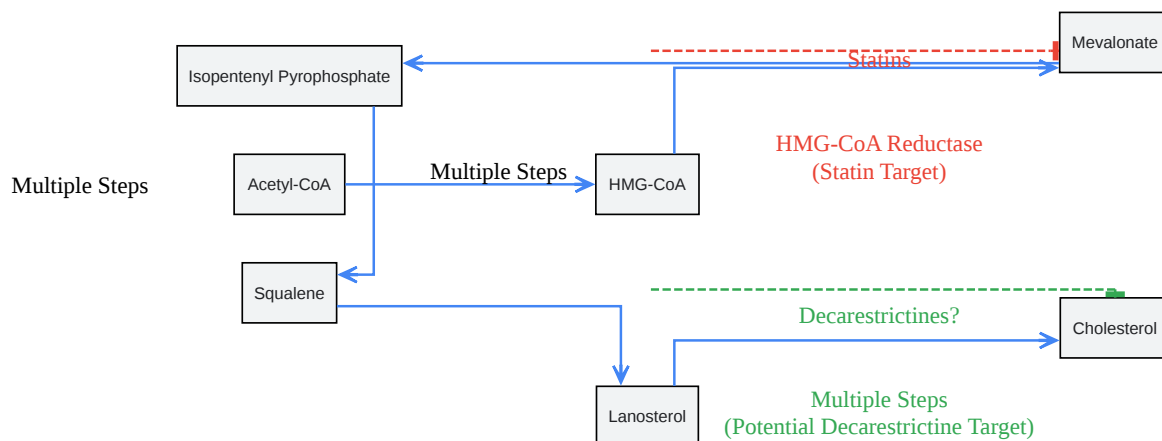 Mevalonate
Statins
Isopentenyl Pyrophosphate
HMG-CoA Reductase
(Statin Target)
Multiple Steps
Acetyl-CoA
Multiple Steps
HMG-CoA
Squalene
Decarestrictines?
Cholesterol
Lanosterol
Multiple Steps
(Potential Decarestrictine Target)